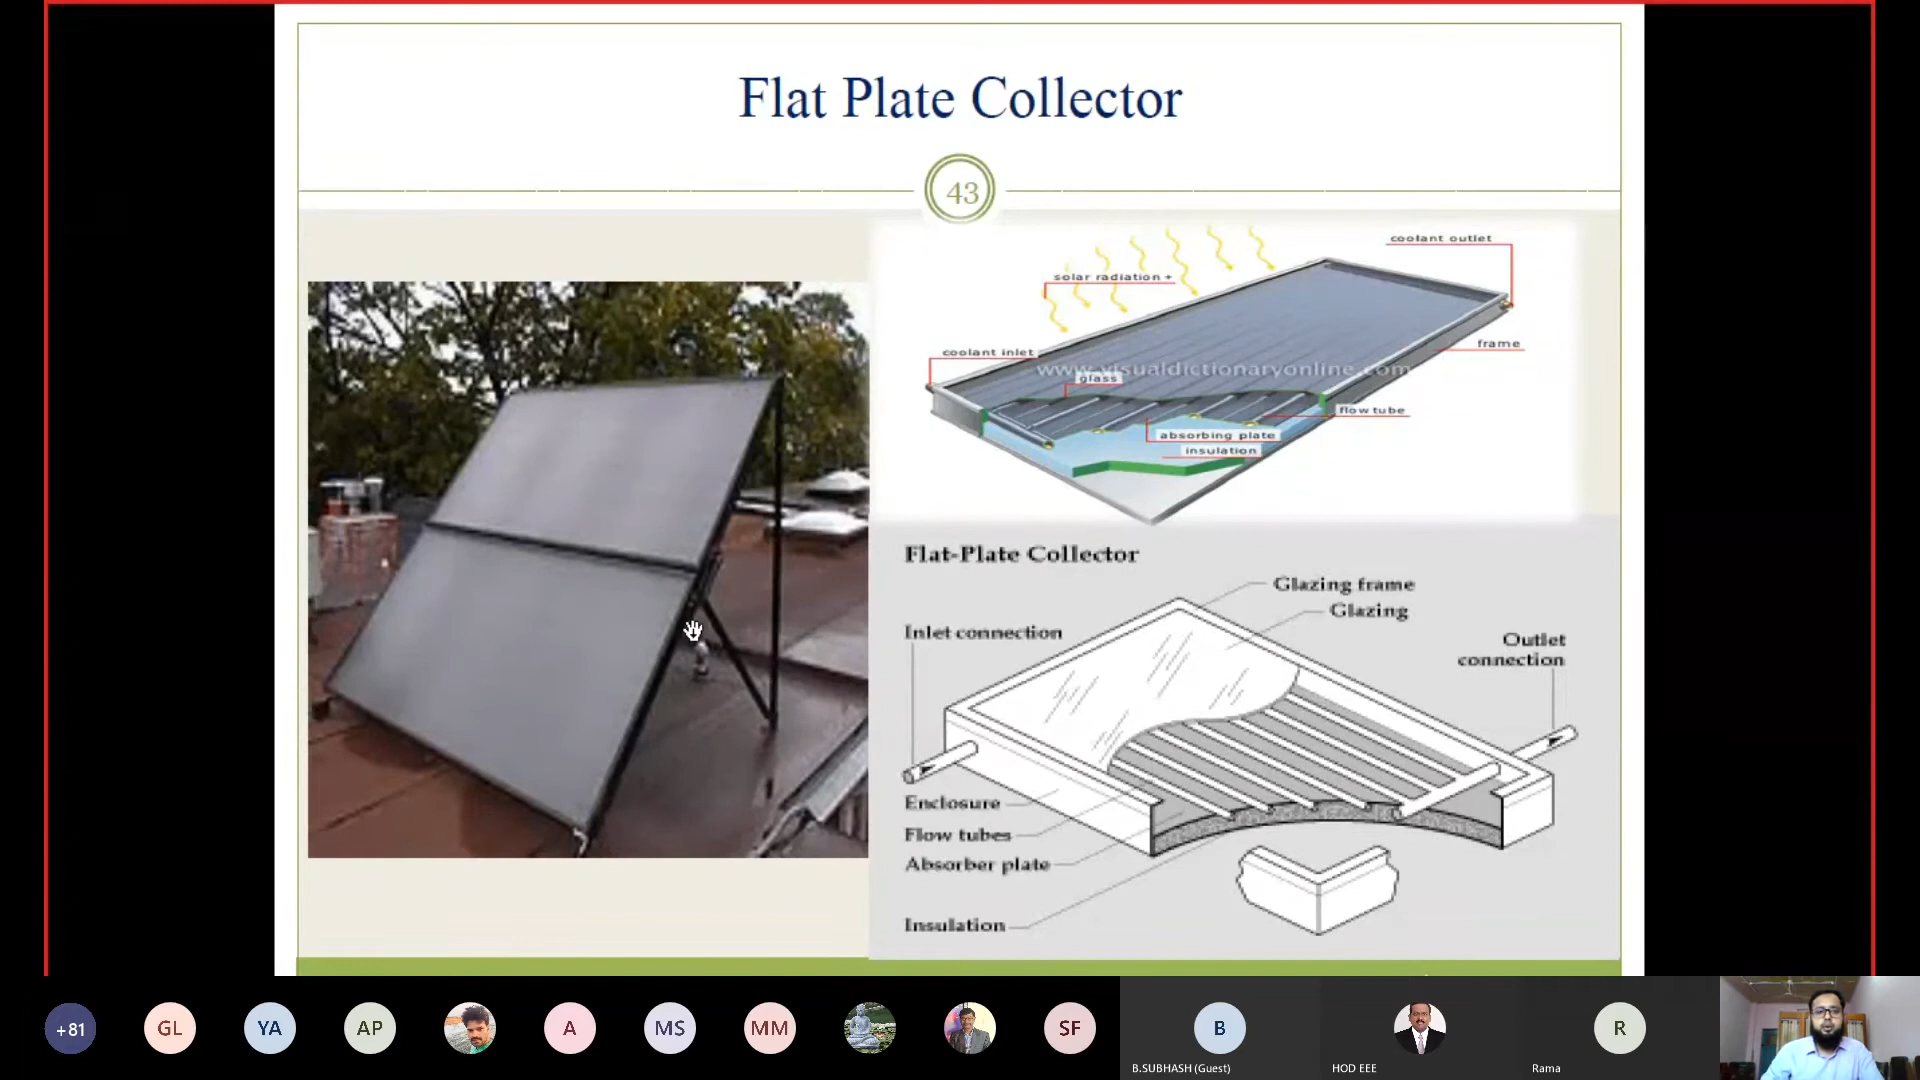 Flat Plate Collector
43
coolant outlet
solar radiation +
coolant inlet
frame
www.visualdictionaryonline.com
glass
flow tube
absorbing plate
insulation
Flat-Plate Collector
Glazing frame
Glazing
Inlet connection
Outlet
connection
Enclosure
Flow tubes
Absorber plate
Insulation
+81
GL
YA
AP
A
MS
MM
SF
B
R
B.SUBHASH (Guest)
HOD EEE
Rama